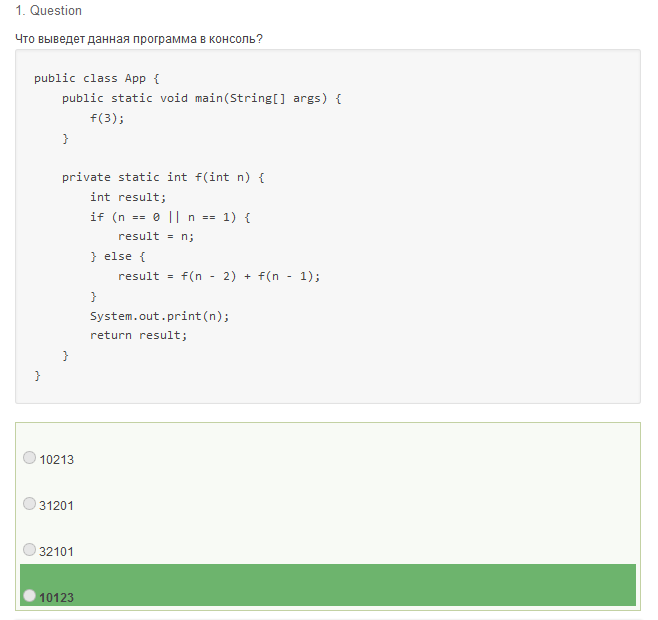 1. Question
Что выведет данная программа в консоль?
public class App {
    public static void main(String[] args) {
        f(3);
    }
    private static int f(int n) {
        int result;
        if (n == 0 || n == 1) {
            result = n;
        } else {
            result = f(n - 2) + f(n - 1);
        }
        System.out.print(n);
        return result;
    }
}
10213
31201
32101
10123